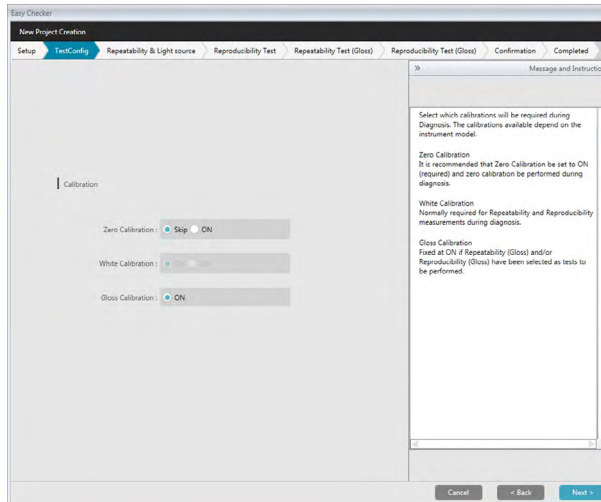 Easy Checker
New Project Creation
Setup TestConfig Repeatability & Light source Reproducibility Test Repeatability Test (Gloss) Reproducibility Test (Gloss) Confirmation Completed
» Message and Instructio
Select which calibrations will be required during
Diagnosis. The calibrations available depend on the
instrument model.
Zero Calibration
It is recommended that Zero Calibration be set to ON
(required) and zero calibration be performed during
diagnosis.
White Calibration
Normally required for Repeatability and Reproducibility
measurements during diagnosis.
Gloss Calibration
Fixed at ON if Repeatability (Gloss) and/or
Reproducibility (Gloss) have been selected as tests to
be performed.
Calibration
Zero Calibration : Skip ON
White Calibration :
Gloss Calibration : ON
Cancel < Back Next >